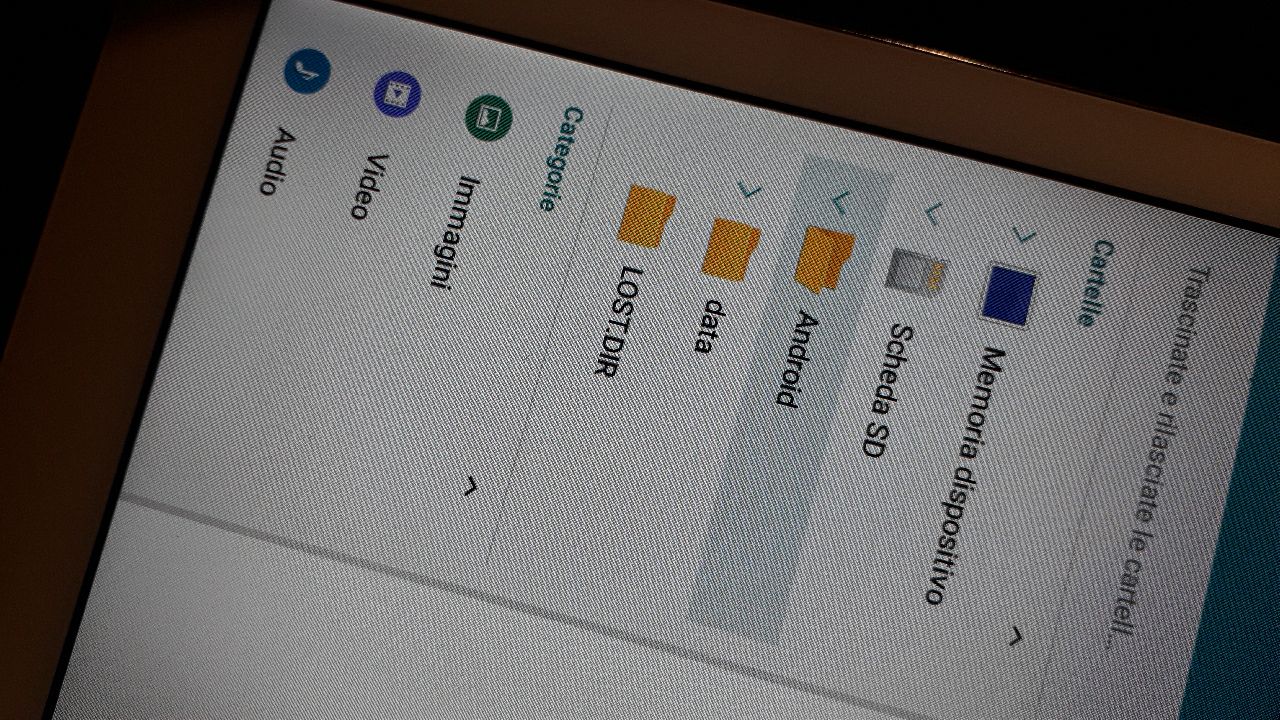 Trascinate e rilasciate le cartell...
Cartelle
Memoria dispositivo
Scheda SD
Android
data
LOST.DIR
Categorie
Immagini
Video
Audio